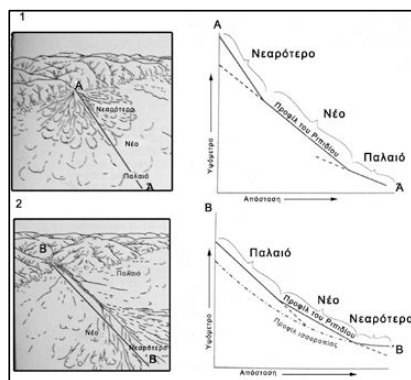 1
A
Νεαρότερο
Νέο
Παλαιό
Ά
A
Νεαρότερο
Νέο
Προφίλ του Ριπιδίου
Παλαιό
Υψόμετρο
Απόσταση
Ά
2
B
Παλαιό
Νέο
Νεαρότερο
'B
B
Παλαιό
Νέο
Προφίλ του Ριπιδίου
Νεαρότερο
Προφίλ ισορροπίας
Υψόμετρο
Απόσταση
'B